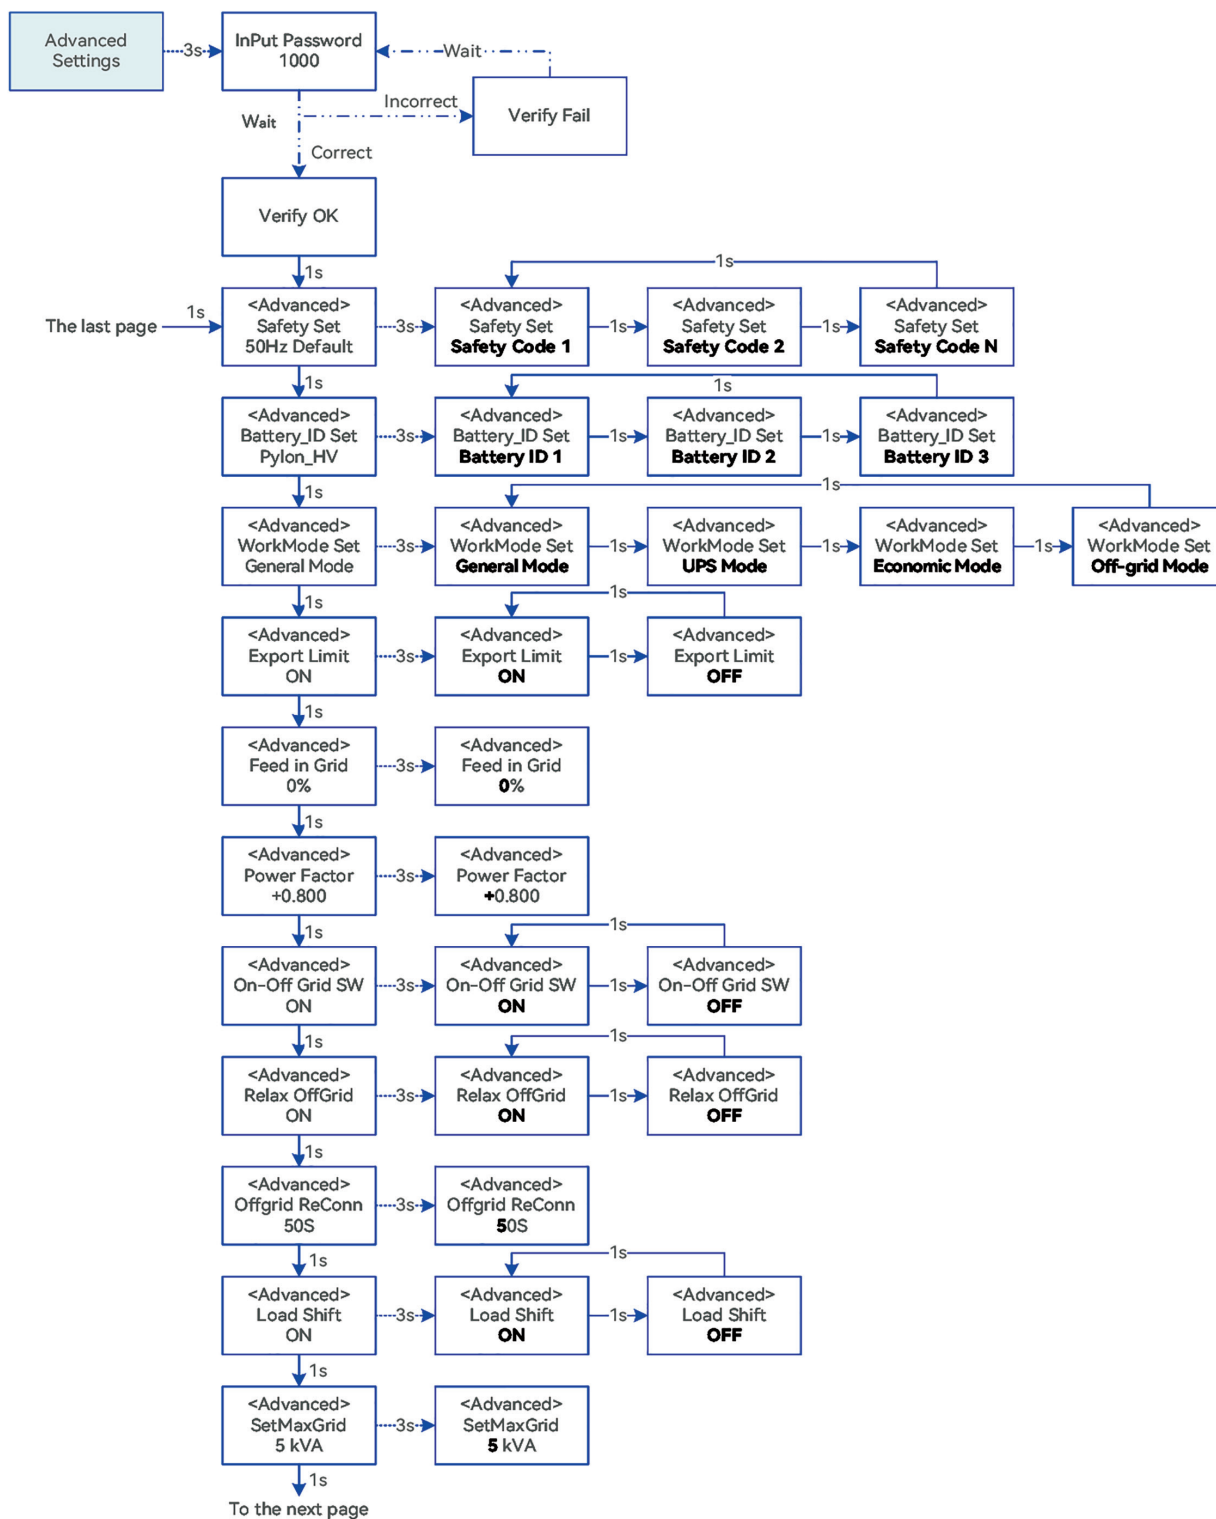 Advanced
Settings
3s
InPut Password
1000
Wait
Verify Fail
Incorrect
Wait
Correct
Verify OK
1s
1s
The last page
1s
<Advanced>
Safety Set
50Hz Default
3s
<Advanced>
Safety Set
Safety Code 1
1s
<Advanced>
Safety Set
Safety Code 2
1s
<Advanced>
Safety Set
Safety Code N
1s
1s
<Advanced>
Battery_ID Set
Pylon_HV
3s
<Advanced>
Battery_ID Set
Battery ID 1
1s
<Advanced>
Battery_ID Set
Battery ID 2
1s
<Advanced>
Battery_ID Set
Battery ID 3
1s
1s
<Advanced>
WorkMode Set
General Mode
3s
<Advanced>
WorkMode Set
General Mode
1s
<Advanced>
WorkMode Set
UPS Mode
1s
<Advanced>
WorkMode Set
Economic Mode
1s
<Advanced>
WorkMode Set
Off-grid Mode
1s
1s
<Advanced>
Export Limit
ON
3s
<Advanced>
Export Limit
ON
1s
<Advanced>
Export Limit
OFF
1s
<Advanced>
Feed in Grid
0%
3s
<Advanced>
Feed in Grid
0%
1s
<Advanced>
Power Factor
+0.800
3s
<Advanced>
Power Factor
+0.800
1s
1s
<Advanced>
On-Off Grid SW
ON
3s
<Advanced>
On-Off Grid SW
ON
1s
<Advanced>
On-Off Grid SW
OFF
1s
1s
<Advanced>
Relax OffGrid
ON
3s
<Advanced>
Relax OffGrid
ON
1s
<Advanced>
Relax OffGrid
OFF
1s
<Advanced>
Offgrid ReConn
50S
3s
<Advanced>
Offgrid ReConn
50S
1s
1s
<Advanced>
Load Shift
ON
3s
<Advanced>
Load Shift
ON
1s
<Advanced>
Load Shift
OFF
1s
<Advanced>
SetMaxGrid
5 kVA
3s
<Advanced>
SetMaxGrid
5 kVA
1s
To the next page